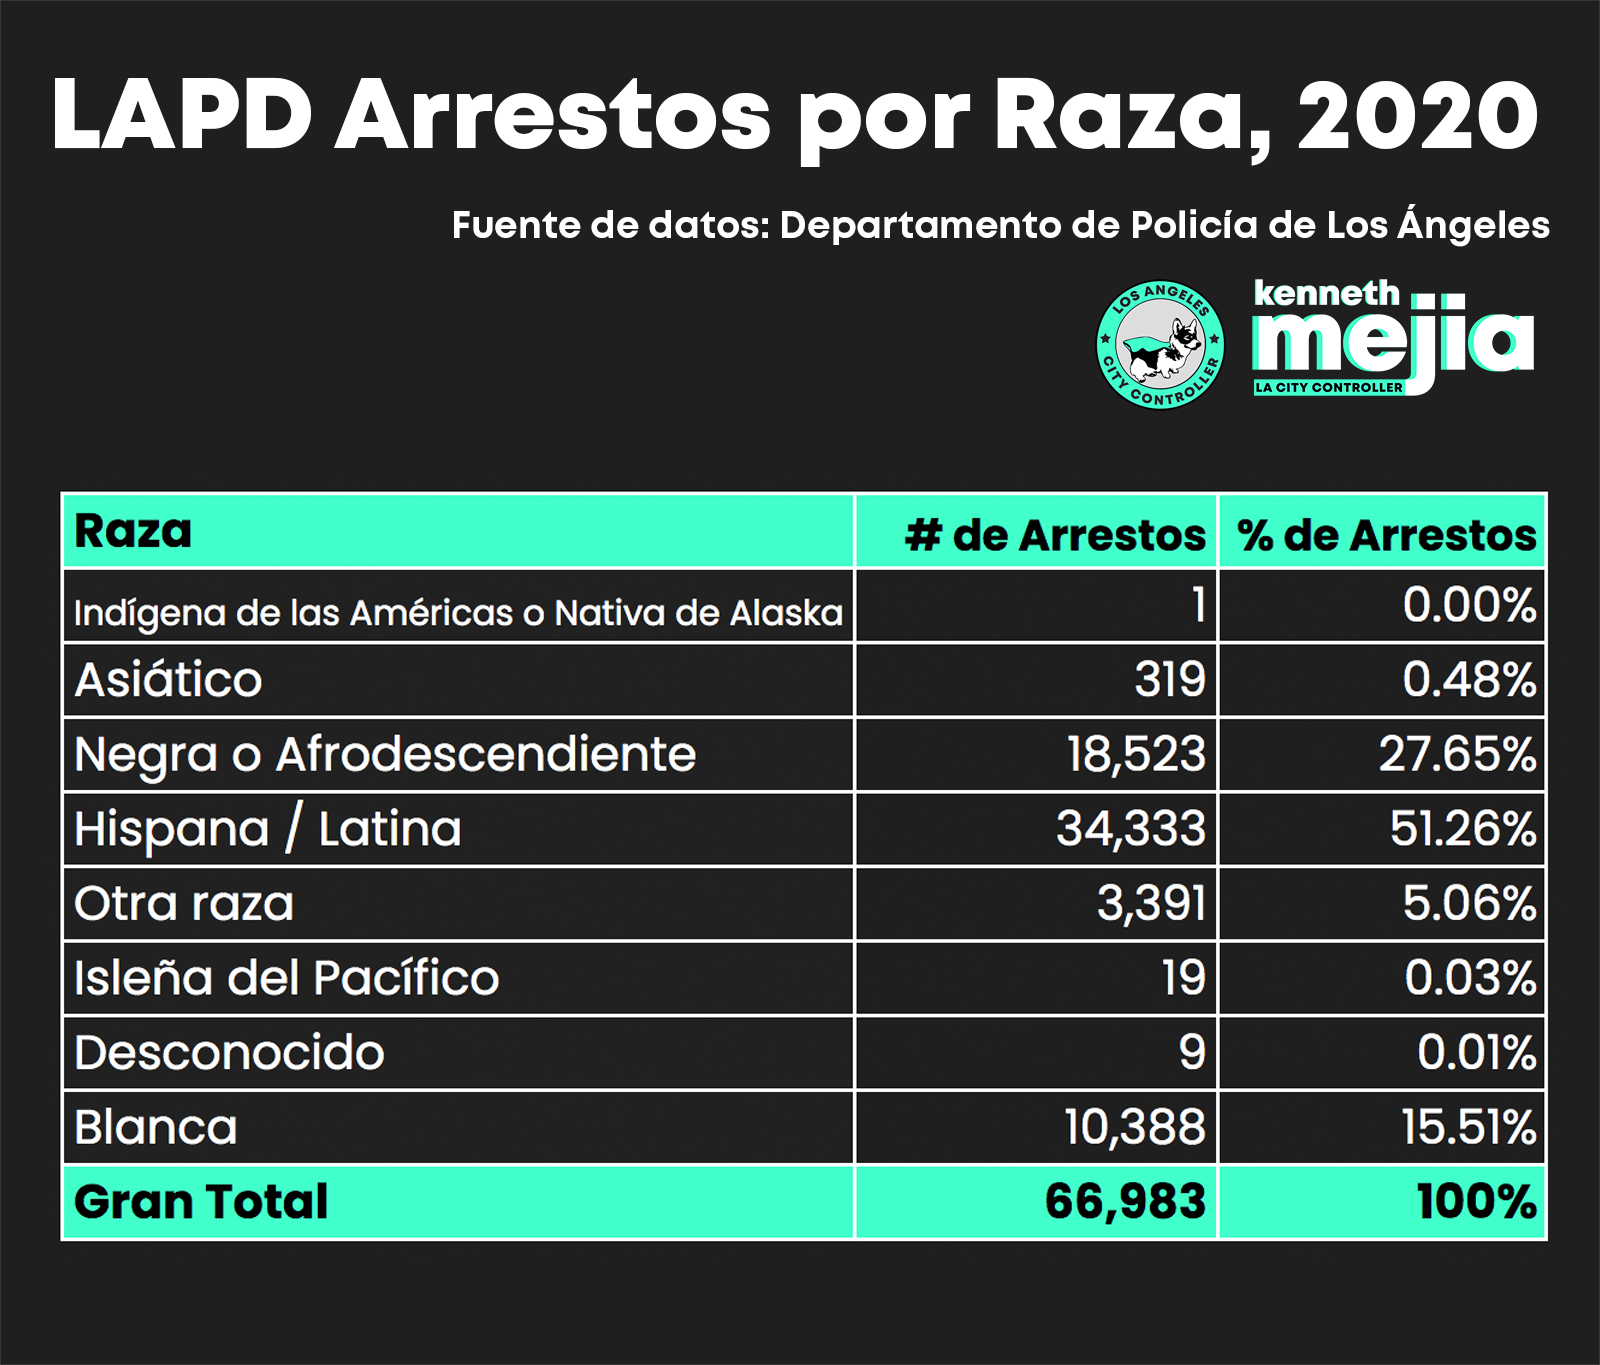 LAPD Arrestos por Raza, 2020
Fuente de datos: Departamento de Policía de Los Ángeles
LOS ANGELES CITY CONTROLLER
kenneth
mejia
LA CITY CONTROLLER
Raza # de Arrestos % de Arrestos
Indígena de las Américas o Nativa de Alaska 1 0.00%
Asiático 319 0.48%
Negra o Afrodescendiente 18,523 27.65%
Hispana / Latina 34,333 51.26%
Otra raza 3,391 5.06%
Isleña del Pacífico 19 0.03%
Desconocido 9 0.01%
Blanca 10,388 15.51%
Gran Total 66,983 100%